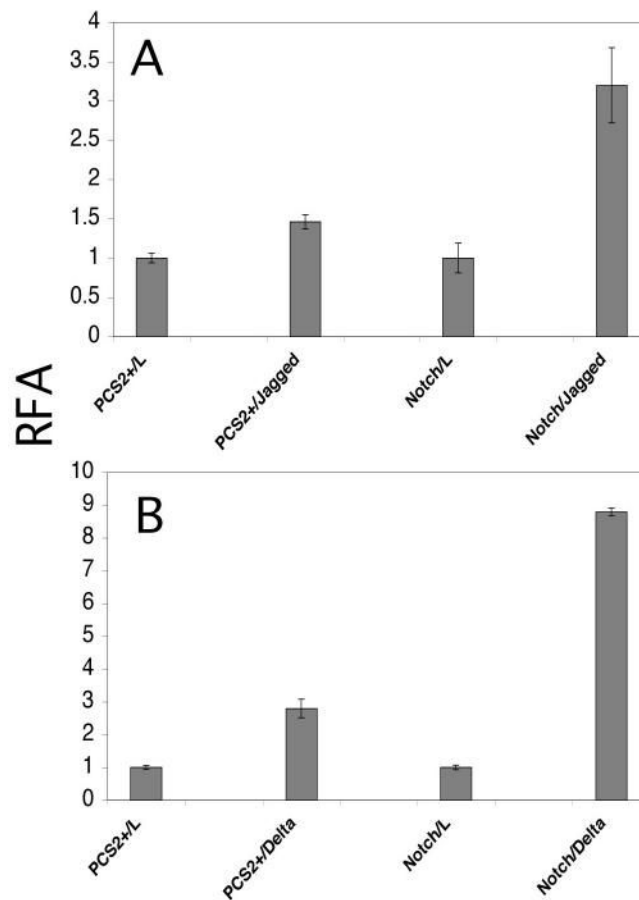 A
4
3.5
3
2.5
2
1.5
1
0.5
0
PCS2+/L
PCS2+/Jagged
Notch/L
Notch/Jagged
RFA
B
10
9
8
7
6
5
4
3
2
1
0
PCS2+/L
PCS2+/Delta
Notch/L
Notch/Delta